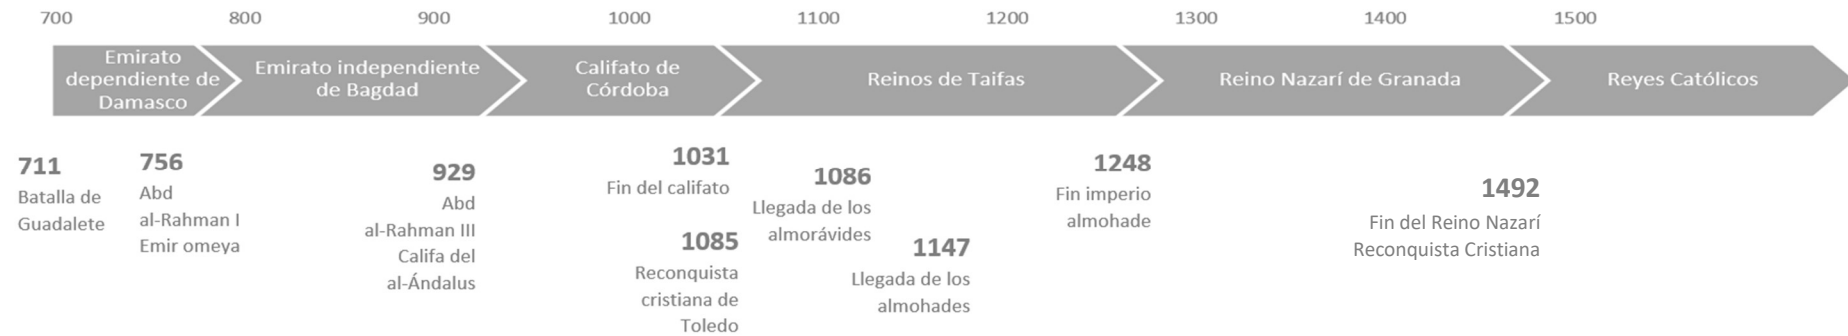 700 800 900 1000 1100 1200 1300 1400 1500
Emirato
dependiente de
Damasco
Emirato independiente
de Bagdad
Califato de
Córdoba
Reinos de Taifas
Reino Nazarí de Granada
Reyes Católicos
711
Batalla de
Guadalete
756
Abd
al-Rahman I
Emir omeya
929
Abd
al-Rahman III
Califa del
al-Ándalus
1031
Fin del califato
1085
Reconquista
cristiana de
Toledo
1086
Llegada de los
almorávides
1147
Llegada de los
almohades
1248
Fin imperio
almohade
1492
Fin del Reino Nazarí
Reconquista Cristiana